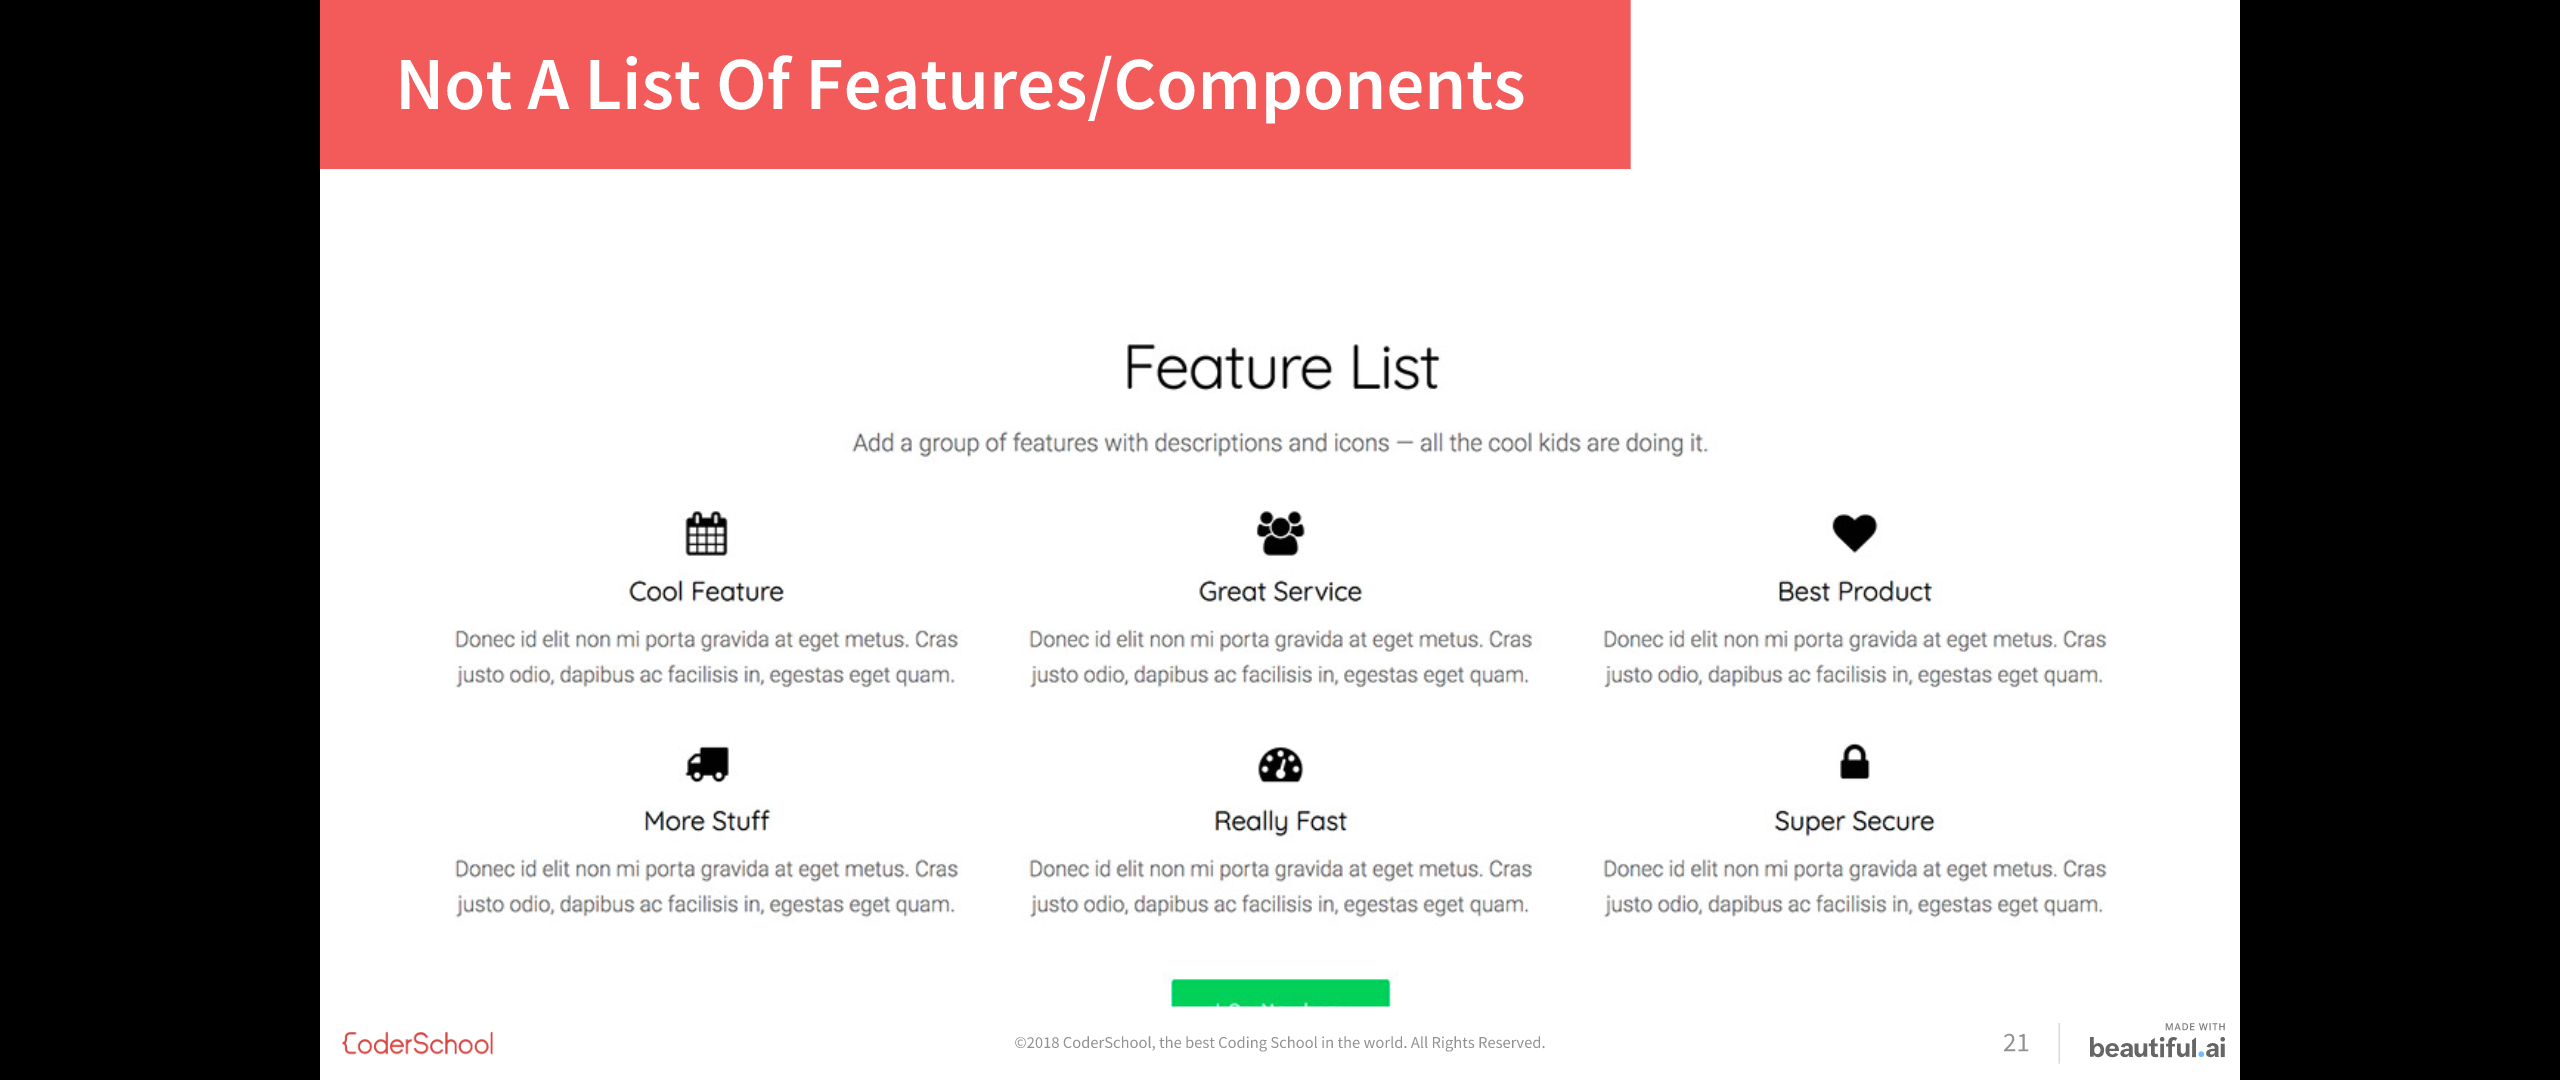 Not A List Of Features/Components
Feature List
Add a group of features with descriptions and icons — all the cool kids are doing it.
Cool Feature
Donec id elit non mi porta gravida at eget metus. Cras
justo odio, dapibus ac facilisis in, egestas eget quam.
Great Service
Donec id elit non mi porta gravida at eget metus. Cras
justo odio, dapibus ac facilisis in, egestas eget quam.
Best Product
Donec id elit non mi porta gravida at eget metus. Cras
justo odio, dapibus ac facilisis in, egestas eget quam.
More Stuff
Donec id elit non mi porta gravida at eget metus. Cras
justo odio, dapibus ac facilisis in, egestas eget quam.
Really Fast
Donec id elit non mi porta gravida at eget metus. Cras
justo odio, dapibus ac facilisis in, egestas eget quam.
Super Secure
Donec id elit non mi porta gravida at eget metus. Cras
justo odio, dapibus ac facilisis in, egestas eget quam.
CoderSchool
©2018 CoderSchool, the best Coding School in the world. All Rights Reserved.
21
MADE WITH
beautiful.ai